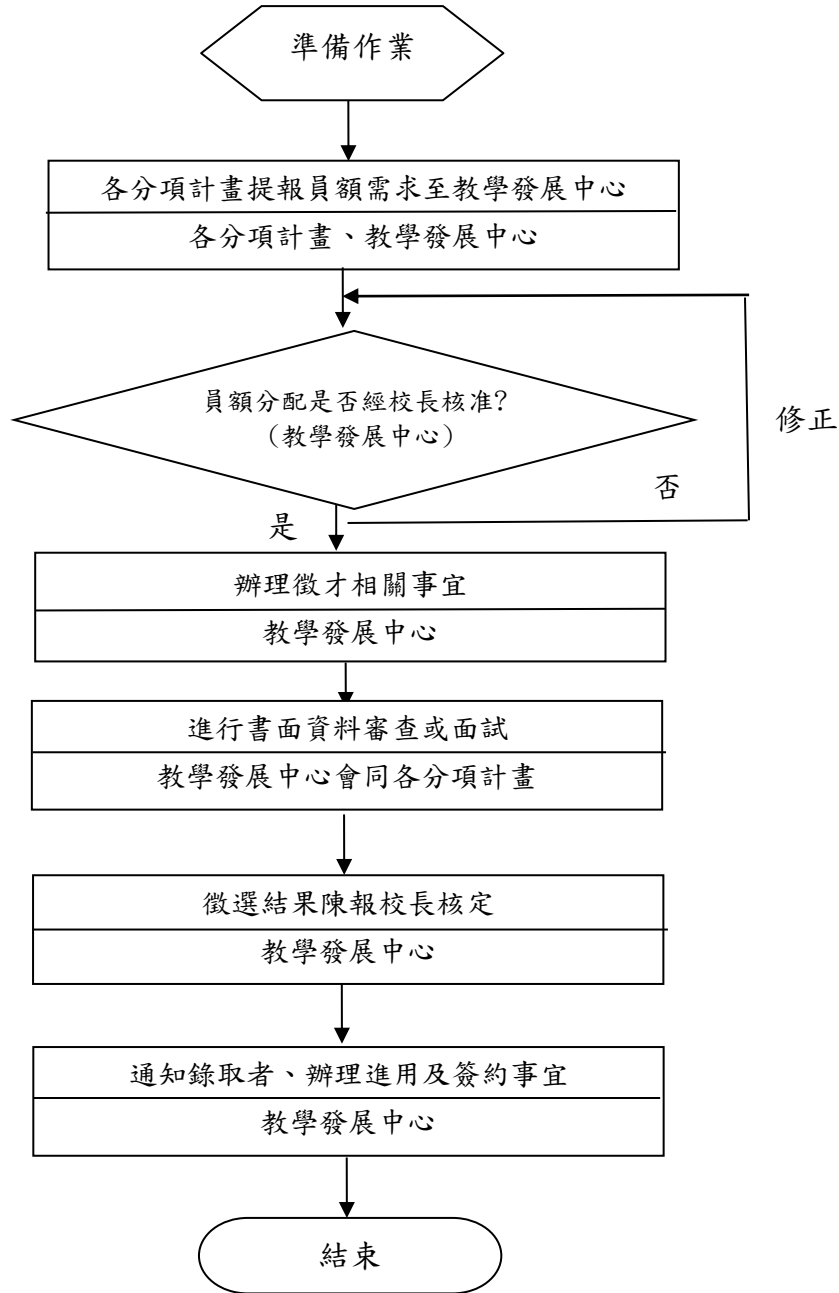 準備作業
各分項計畫提報員額需求至教學發展中心
各分項計畫、教學發展中心
員額分配是否經校長核准?
（教學發展中心）
修正
否
是
辦理徵才相關事宜
教學發展中心
進行書面資料審查或面試
教學發展中心會同各分項計畫
徵選結果陳報校長核定
教學發展中心
通知錄取者、辦理進用及簽約事宜
教學發展中心
結束